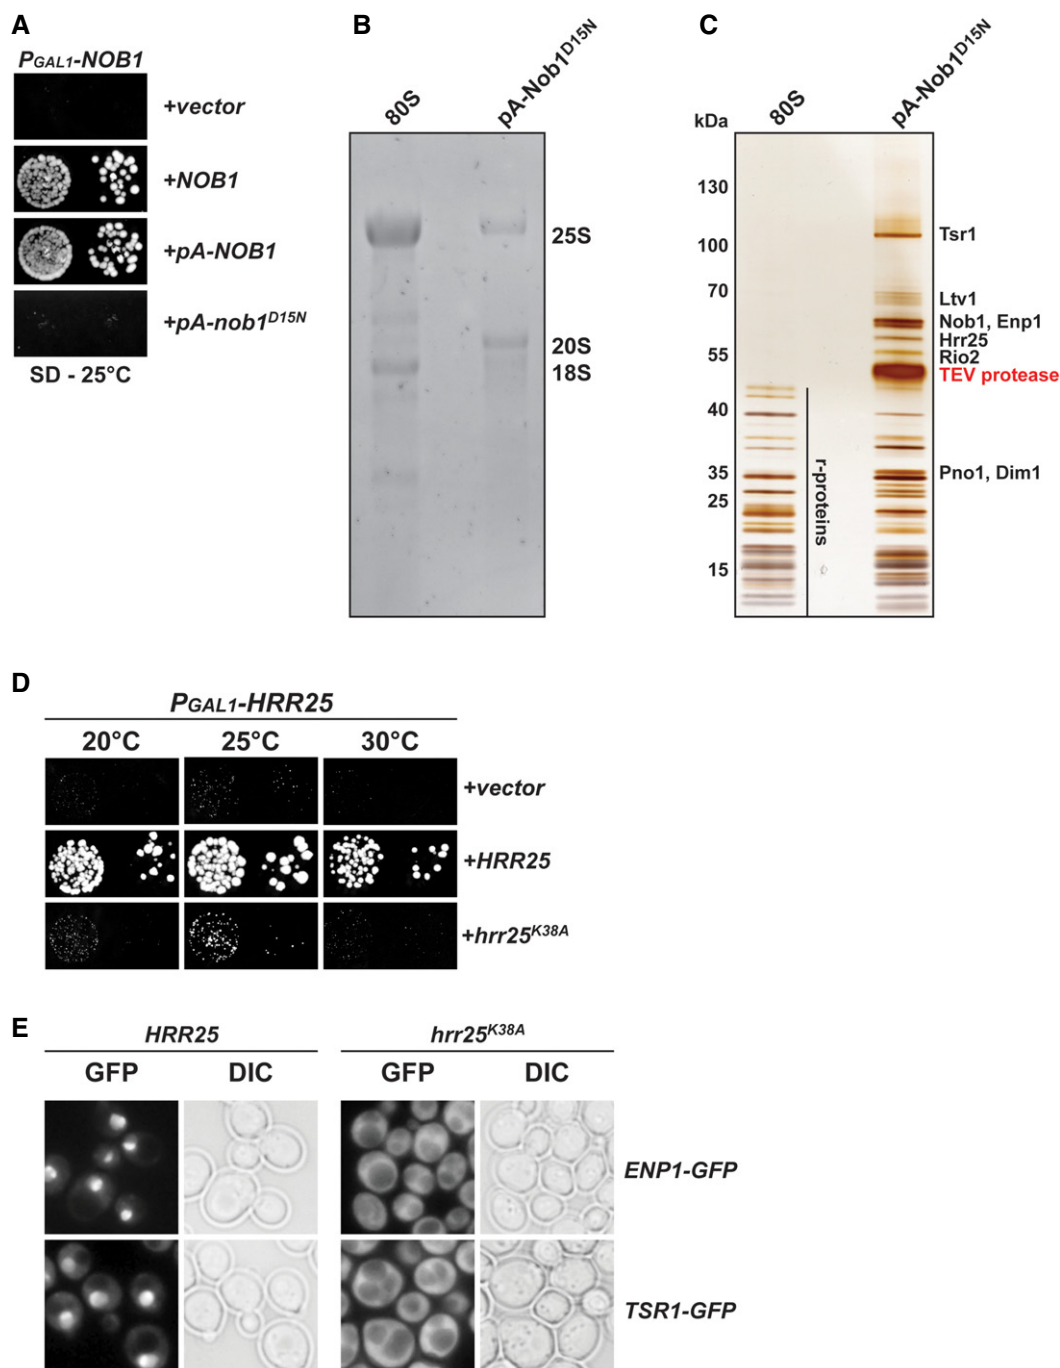 A
PGAL1-NOB1
+vector
+NOB1
+pA-NOB1
+pA-nob1D15N
SD - 25°C
B
80S
pA-Nob1D15N
25S
20S
18S
C
80S
pA-Nob1D15N
kDa
130
100
70
55
40
35
25
15
r-proteins
Tsr1
Ltv1
Nob1, Enp1
Hrr25
Rio2
TEV protease
Pno1, Dim1
D
PGAL1-HRR25
20°C 25°C 30°C
+vector
+HRR25
+hrr25K38A
E
HRR25 hrr25K38A
GFP DIC GFP DIC
ENP1-GFP
TSR1-GFP